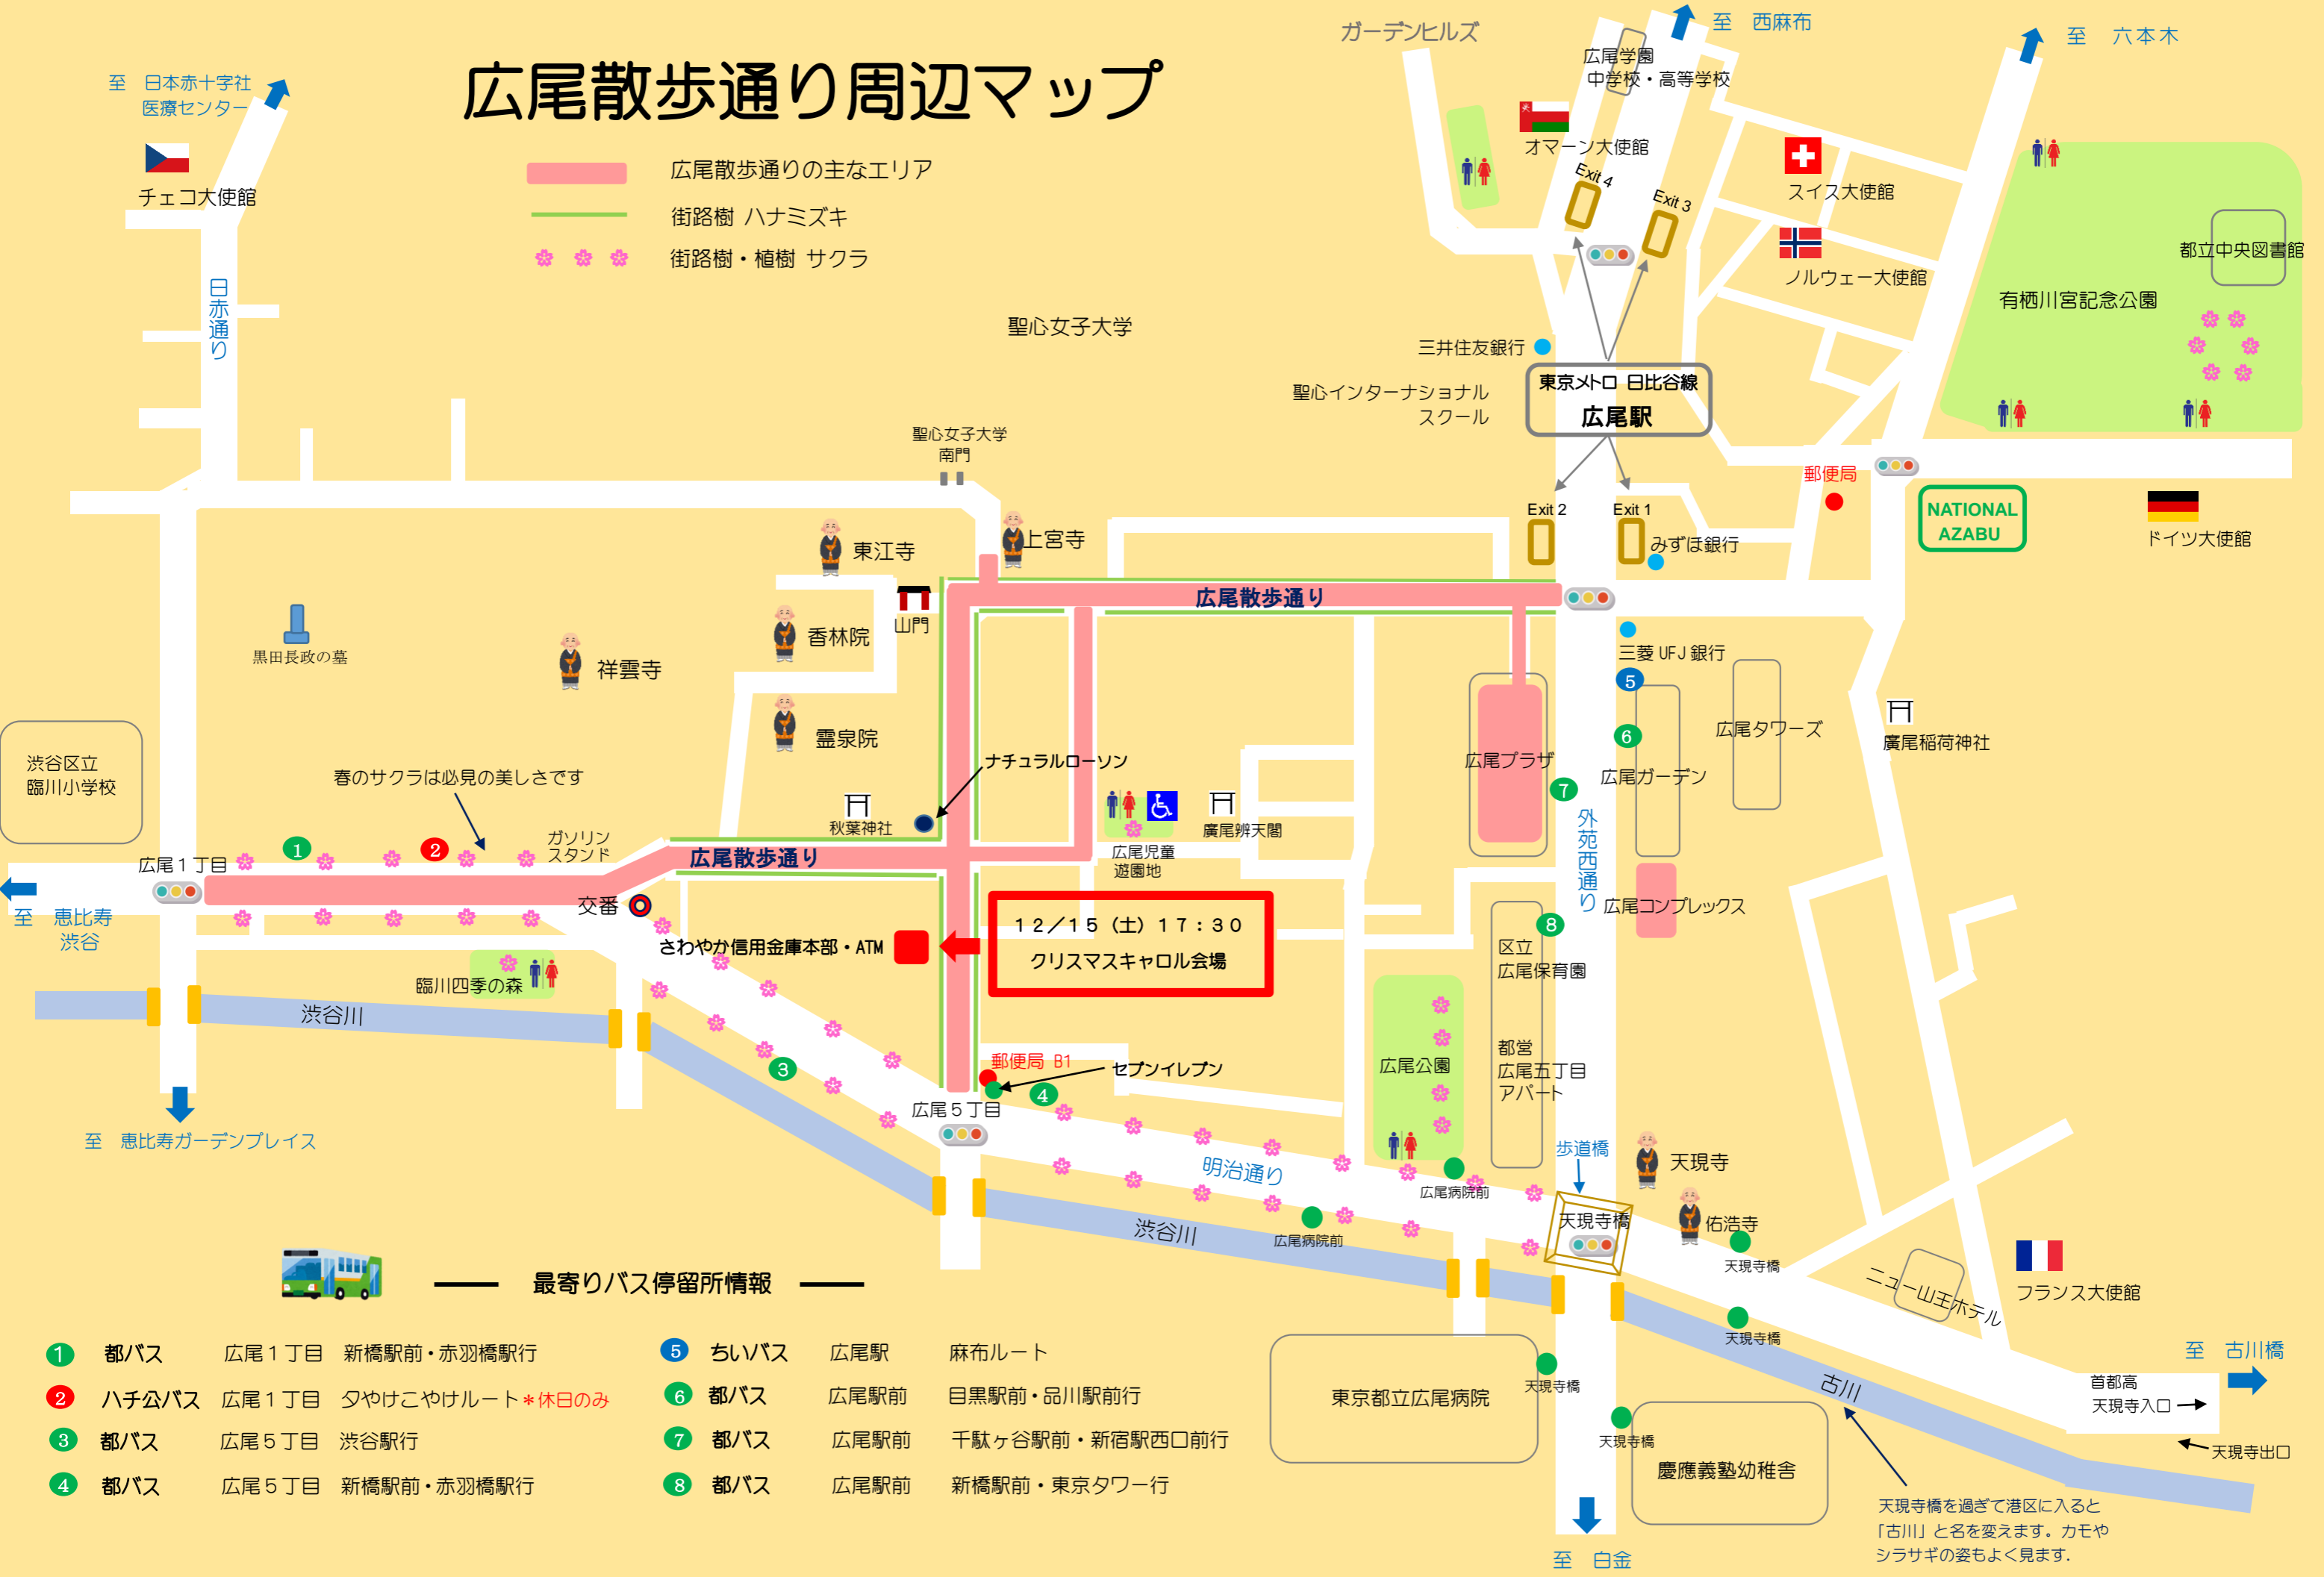 広尾散歩通り周辺マップ
広尾散歩通りの主なエリア
街路樹 ハナミズキ
街路樹・植樹 サクラ
至 日本赤十字社
医療センター
チェコ大使館
日赤通り
ガーデンヒルズ
広尾学園
中学校・高等学校
至 西麻布
至 六本木
オマーン大使館
Exit 4
Exit 3
スイス大使館
ノルウェー大使館
都立中央図書館
有栖川宮記念公園
聖心女子大学
三井住友銀行
聖心インターナショナル
スクール
東京メトロ 日比谷線
広尾駅
聖心女子大学
南門
郵便局
NATIONAL
AZABU
ドイツ大使館
Exit 2
Exit 1
みずほ銀行
東江寺
上宮寺
広尾散歩通り
山門
香林院
黒田長政の墓
祥雲寺
霊泉院
三菱UFJ銀行
5
6
広尾タワーズ
廣尾稲荷神社
広尾プラザ
広尾ガーデン
7
外苑西通り
渋谷区立
臨川小学校
春のサクラは必見の美しさです
ナチュラルローソン
秋葉神社
ガソリン
スタンド
1
2
広尾散歩通り
広尾児童
遊園地
廣尾辨天閣
広尾1丁目
至 恵比寿
渋谷
交番
広尾コンプレックス
8
区立
広尾保育園
さわやか信用金庫本部・ATM
12/15(土)17:30
クリスマスキャロル会場
臨川四季の森
渋谷川
3
郵便局 B1
セブンイレブン
4
広尾5丁目
広尾公園
都営
広尾五丁目
アパート
至 恵比寿ガーデンプレイス
明治通り
歩道橋
天現寺
広尾病院前
渋谷川
広尾病院前
天現寺橋
佑浩寺
天現寺橋
天現寺橋
ニュー山王ホテル
フランス大使館
至 古川橋
首都高
天現寺入口
天現寺出口
古川
東京都立広尾病院
天現寺橋
天現寺橋
慶應義塾幼稚舎
天現寺橋を過ぎて港区に入ると
「古川」と名を変えます。カモや
シラサギの姿もよく見ます.
至 白金
最寄りバス停留所情報
1 都バス 広尾1丁目 新橋駅前・赤羽橋駅行
2 ハチ公バス 広尾1丁目 夕やけこやけルート*休日のみ
3 都バス 広尾5丁目 渋谷駅行
4 都バス 広尾5丁目 新橋駅前・赤羽橋駅行
5 ちいバス 広尾駅 麻布ルート
6 都バス 広尾駅前 目黒駅前・品川駅前行
7 都バス 広尾駅前 千駄ヶ谷駅前・新宿駅西口前行
8 都バス 広尾駅前 新橋駅前・東京タワー行